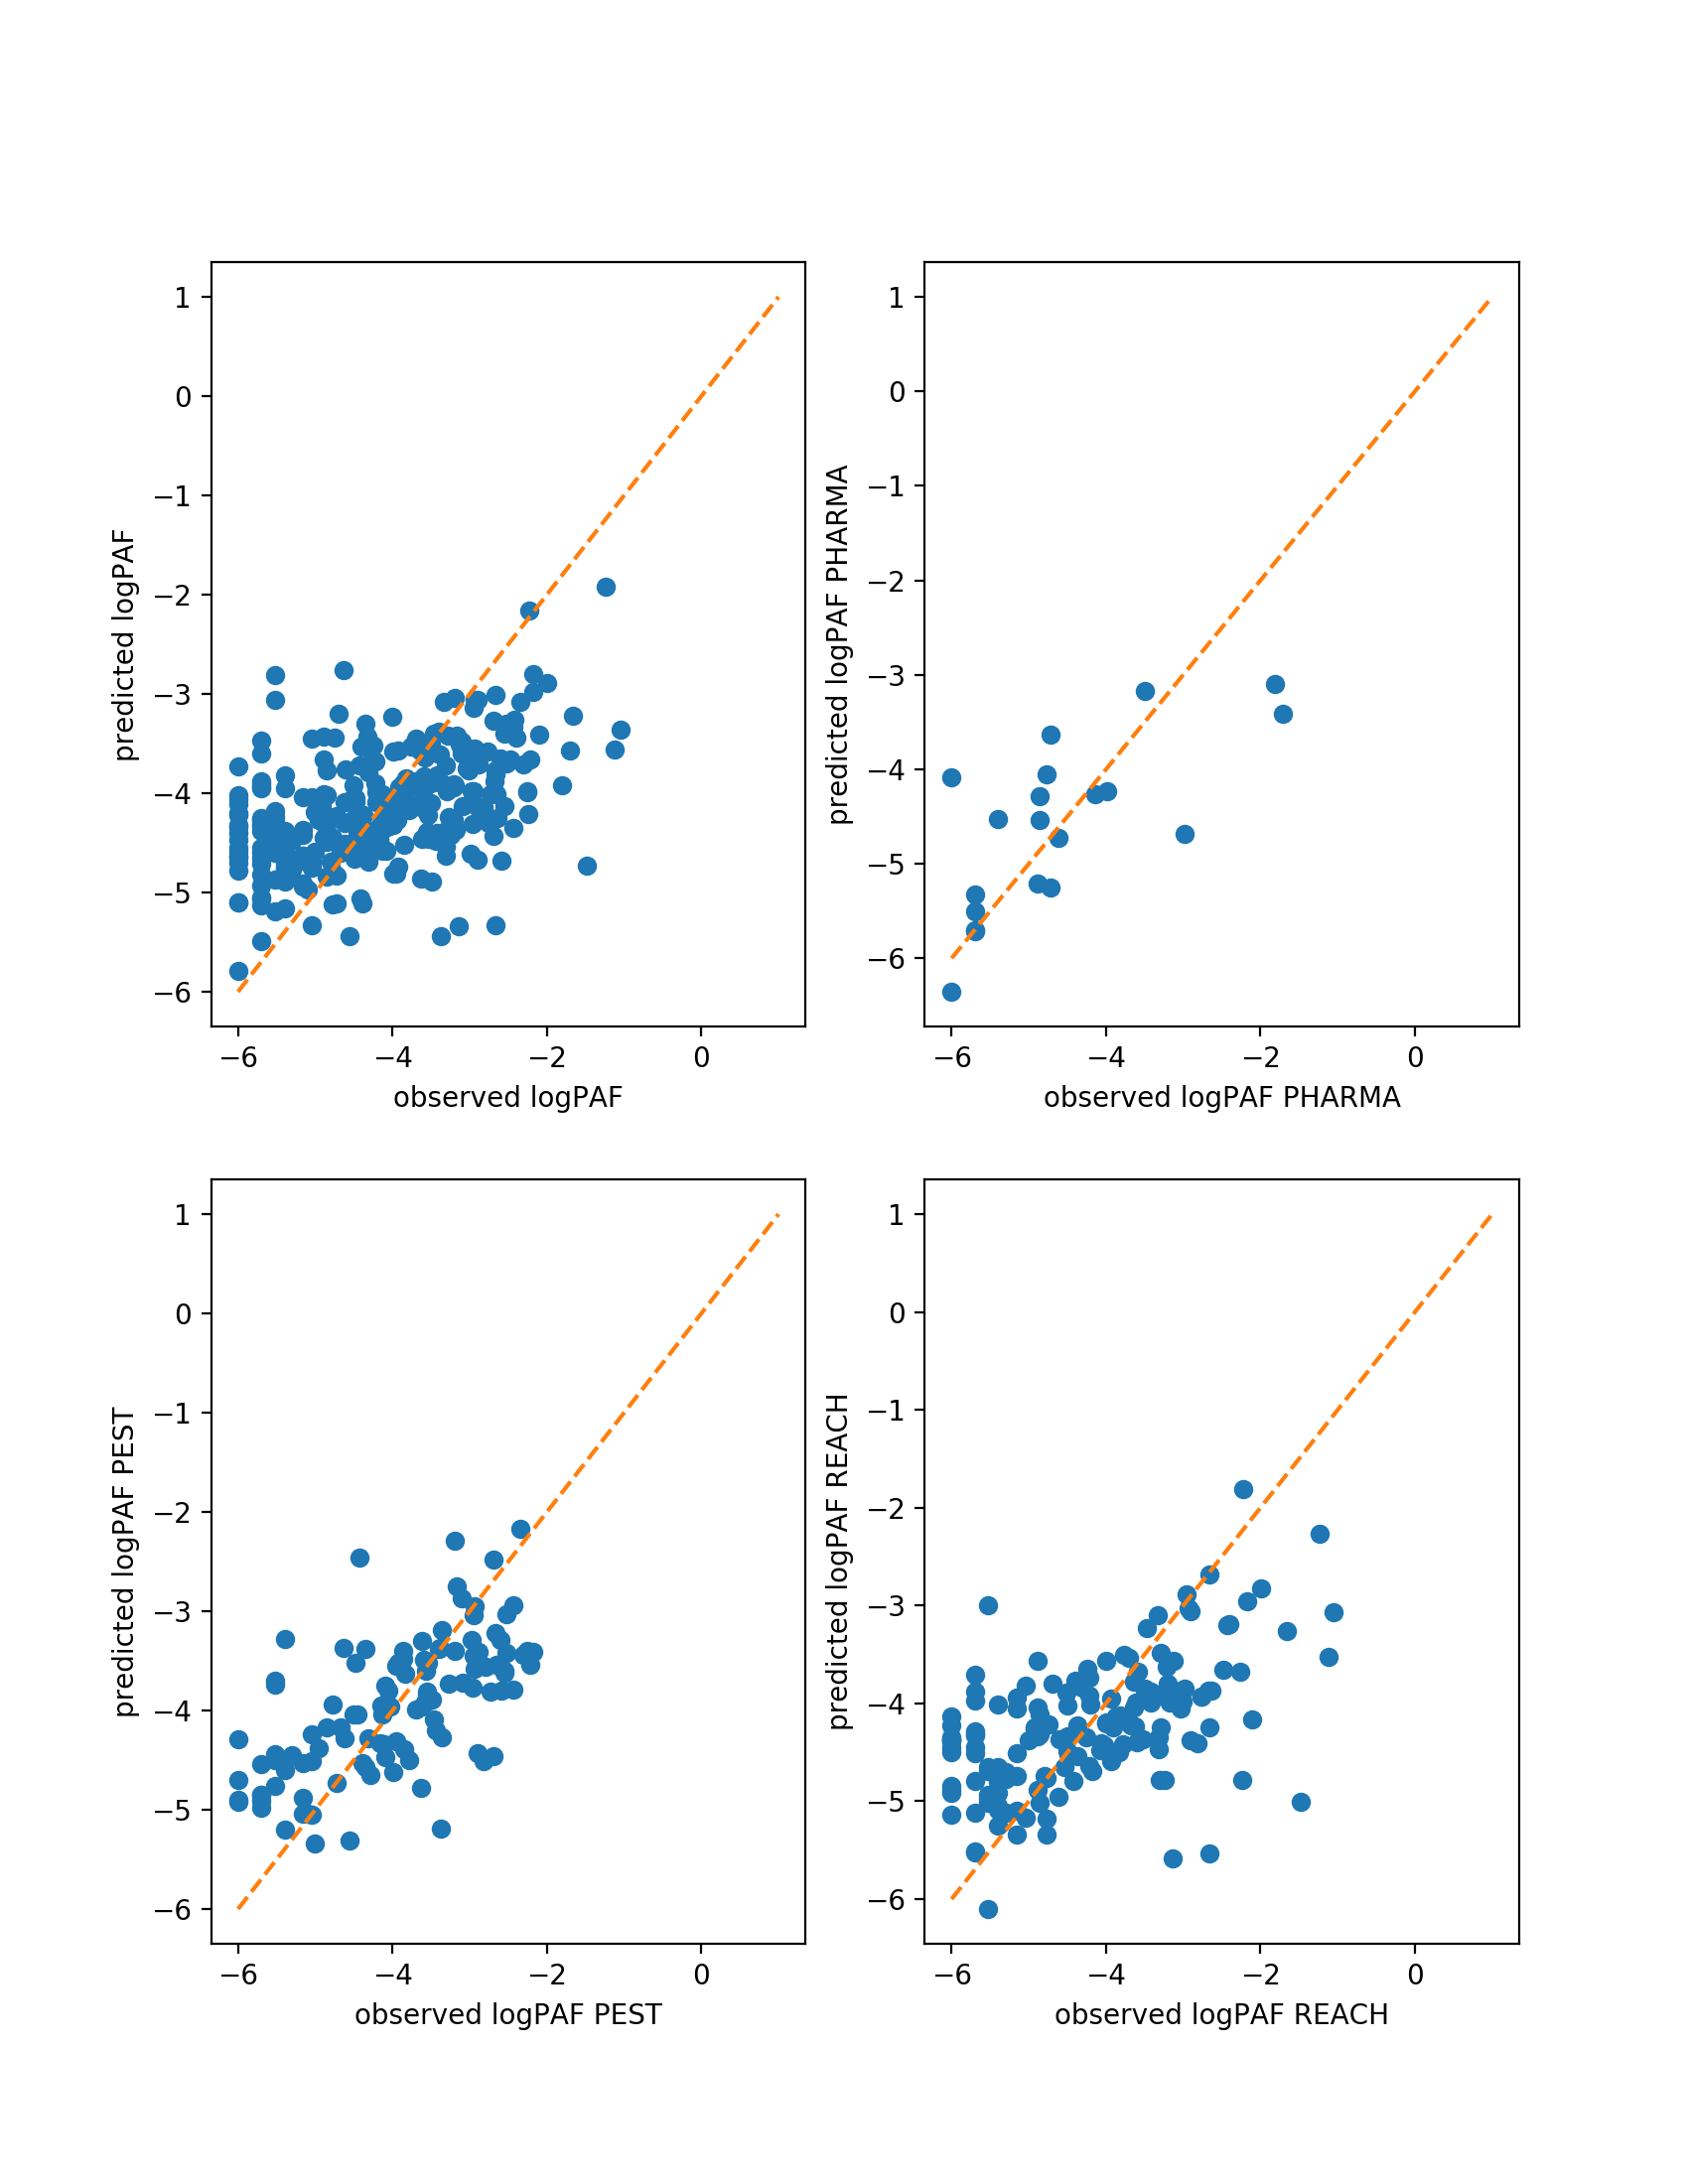 1
0
−1
−2
−3
−4
−5
−6
predicted logPAF
−6 −4 −2 0
observed logPAF
1
0
−1
−2
−3
−4
−5
−6
predicted logPAF PHARMA
−6 −4 −2 0
observed logPAF PHARMA
1
0
−1
−2
−3
−4
−5
−6
predicted logPAF PEST
−6 −4 −2 0
observed logPAF PEST
1
0
−1
−2
−3
−4
−5
−6
predicted logPAF REACH
−6 −4 −2 0
observed logPAF REACH